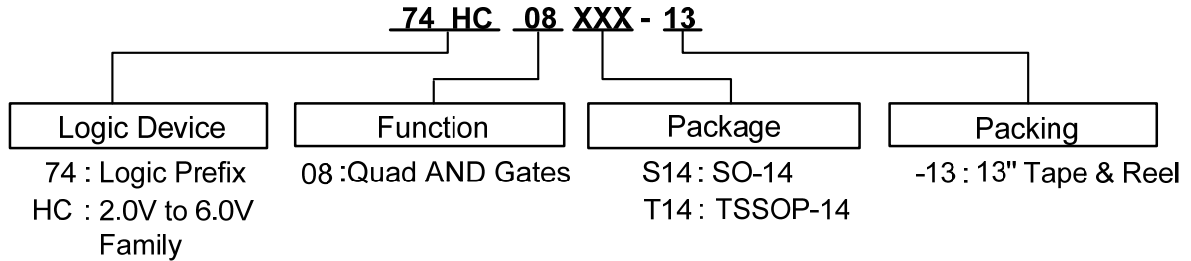 74 HC 08 XXX - 13
Logic Device
Function
Package
Packing
74 : Logic Prefix
HC : 2.0V to 6.0V
Family
08 :Quad AND Gates
S14 : SO-14
T14 : TSSOP-14
-13 : 13" Tape & Reel